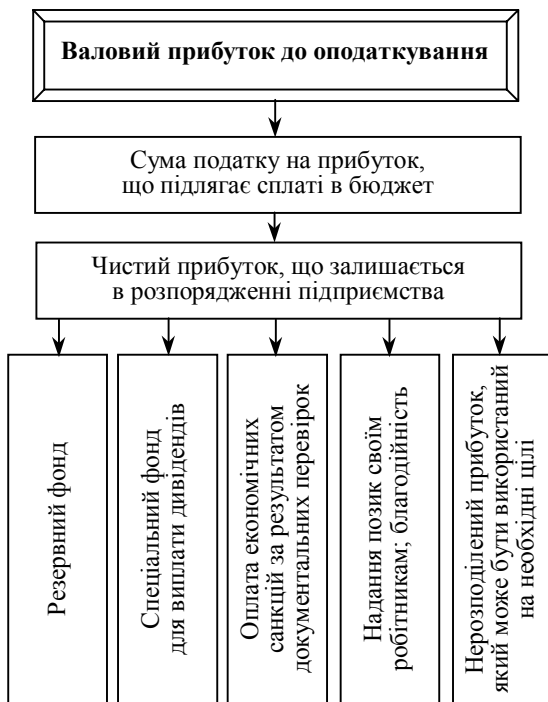 Валовий прибуток до оподаткування
Сума податку на прибуток,
що підлягає сплаті в бюджет
Чистий прибуток, що залишається
в розпорядженні підприємства
Резервний фонд
Спеціальний фонд
для виплати дивідендів
Оплата економічних
санкцій за результатом
документальних перевірок
Надання позик своїм
робітникам; благодійність
Нерозподілений прибуток,
який може бути використаний
на необхідні цілі